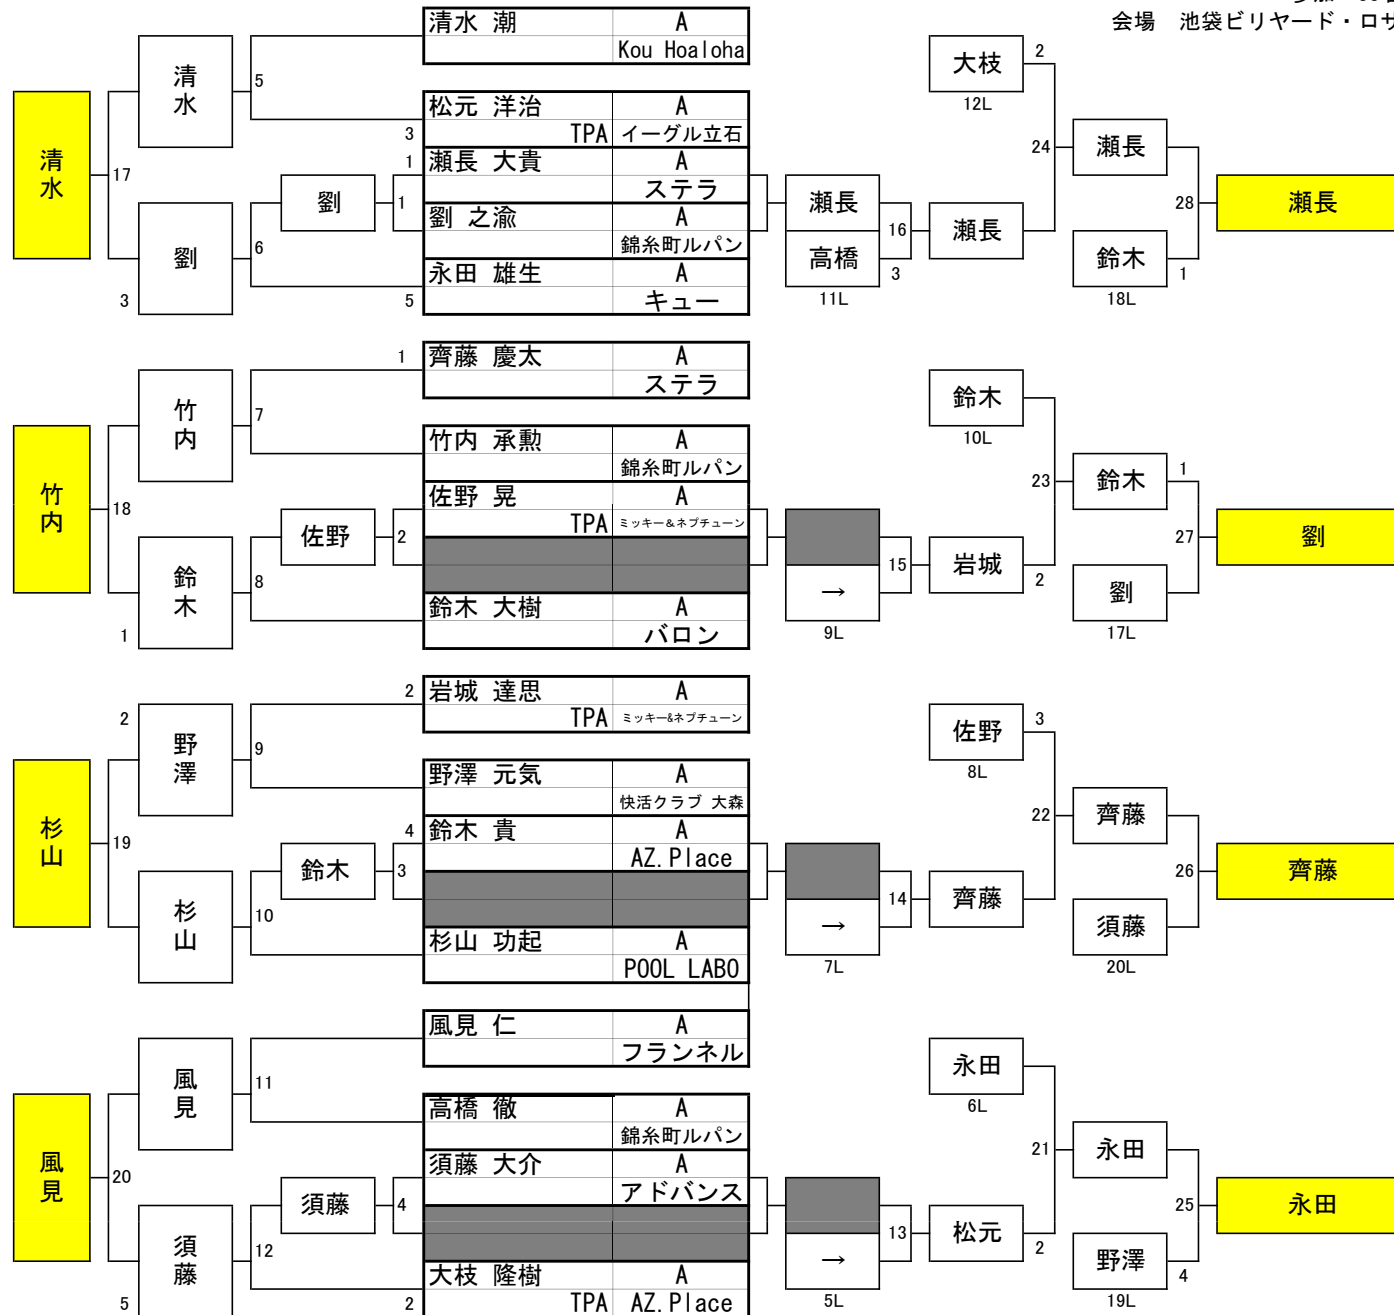 会場　池袋ビリヤード・ロサ
清水 潮 A
Kou Hoaloha
松元 洋治 A
TPA イーグル立石
瀬長 大貴 A
ステラ
劉 之渝 A
錦糸町ルパン
永田 雄生 A
キュー
清水
5
3
1
清水
17
劉
1
劉
6
3
5
瀬長
16
高橋
3
11L
大枝
2
12L
24
瀬長
瀬長
28
瀬長
鈴木
1
18L
齊藤 慶太 A
ステラ
竹内 承勲 A
錦糸町ルパン
佐野 晃 A
TPA ミッキー&ネプチューン
鈴木 大樹 A
バロン
1
竹内
7
竹内
18
佐野
2
鈴木
8
1
→
15
9L
鈴木
10L
23
鈴木
1
岩城
2
27
劉
劉
17L
岩城 達思 A
TPA ミッキー&ネプチューン
野澤 元気 A
快活クラブ 大森
鈴木 貴 A
AZ.Place
杉山 功起 A
POOL LABO
2
2
野澤
9
杉山
19
4
鈴木
3
杉山
10
→
14
7L
佐野
3
8L
22
齊藤
齊藤
26
齊藤
須藤
20L
風見 仁 A
フランネル
高橋 徹 A
錦糸町ルパン
須藤 大介 A
アドバンス
大枝 隆樹 A
TPA AZ.Place
風見
11
風見
20
須藤
4
須藤
12
5
2
→
13
5L
永田
6L
21
永田
松元
2
25
永田
野澤
4
19L